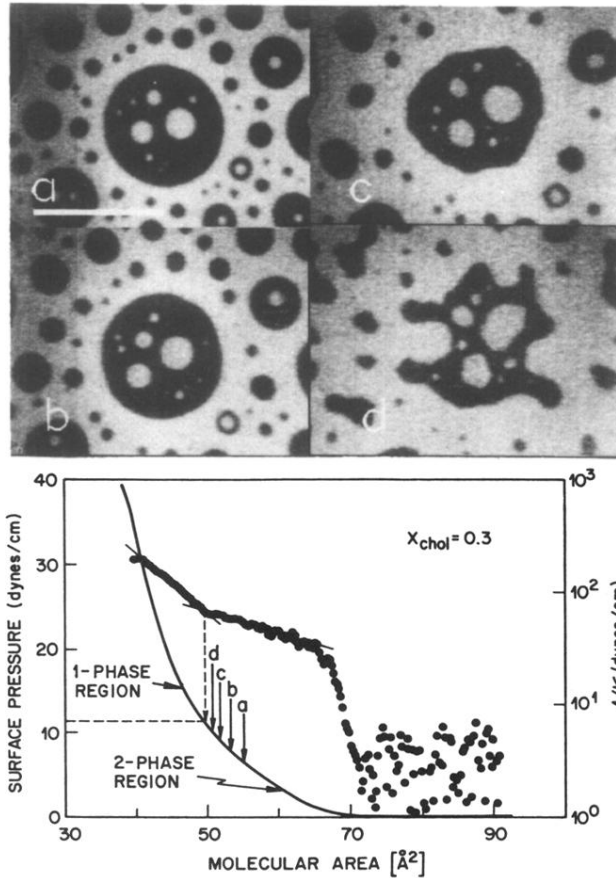 a
c
b
d
SURFACE PRESSURE (dynes/cm)
40
30
20
10
0
10³
10²
10¹
10⁰
X_chol = 0.3
1-PHASE
REGION
2-PHASE
REGION
d
c
b
a
30
50
70
90
MOLECULAR AREA [Å²]